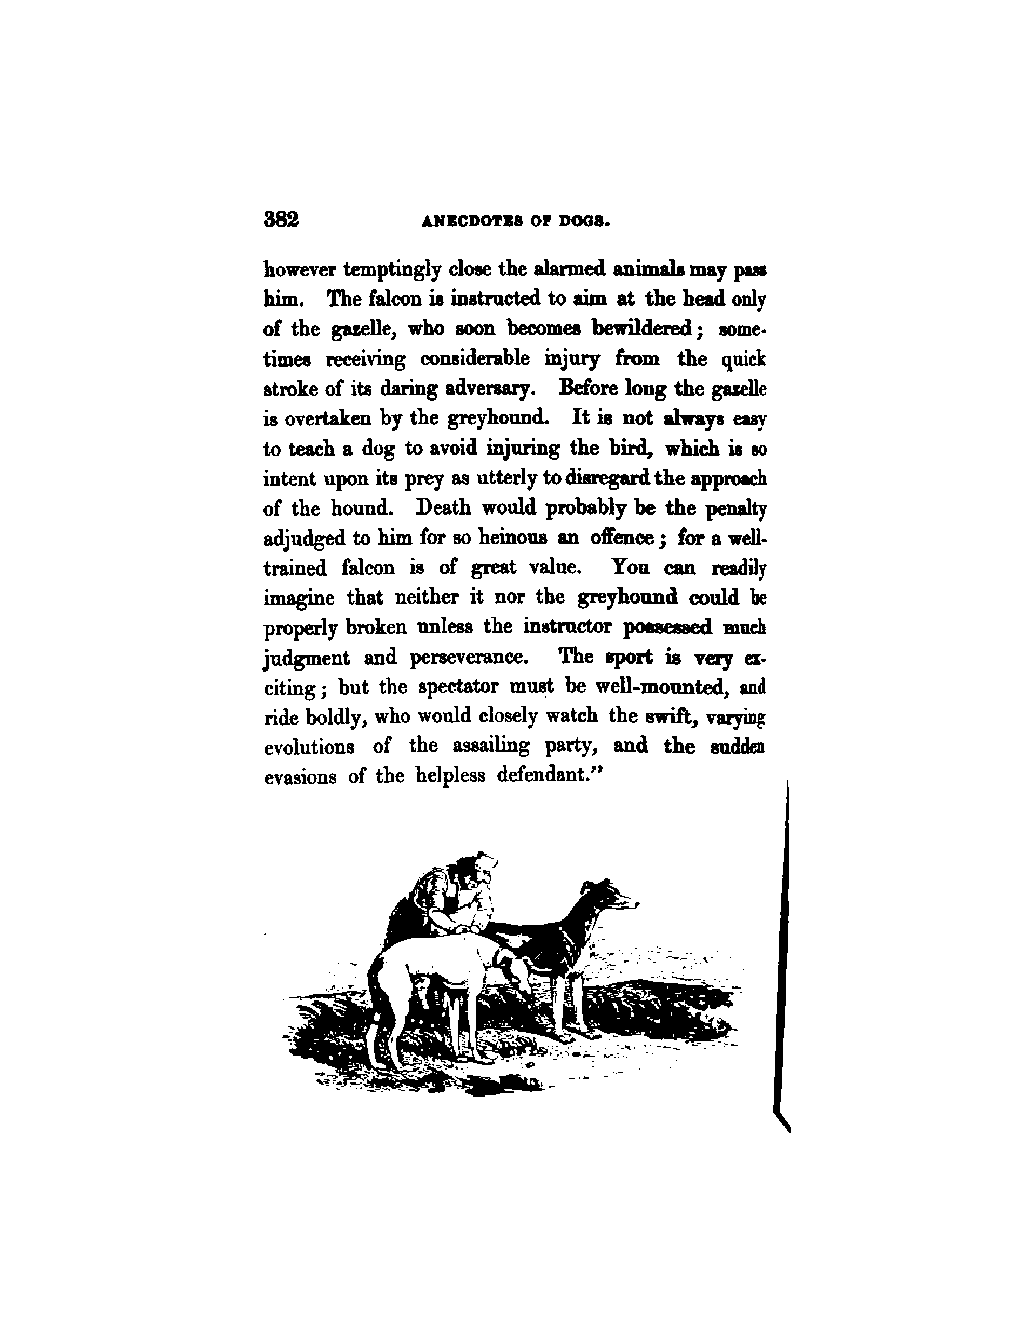 382 ANECDOTES OF DOGS.
however temptingly close the alarmed animals may pass
him. The falcon is instructed to aim at the head only
of the gazelle, who soon becomes bewildered; some-
times receiving considerable injury from the quick
stroke of its daring adversary. Before long the gazelle
is overtaken by the greyhound. It is not always easy
to teach a dog to avoid injuring the bird, which is so
intent upon its prey as utterly to disregard the approach
of the hound. Death would probably be the penalty
adjudged to him for so heinous an offence; for a well-
trained falcon is of great value. You can readily
imagine that neither it nor the greyhound could be
properly broken unless the instructor possessed much
judgment and perseverance. The sport is very ex-
citing; but the spectator must be well-mounted, and
ride boldly, who would closely watch the swift, varying
evolutions of the assailing party, and the sudden
evasions of the helpless defendant."